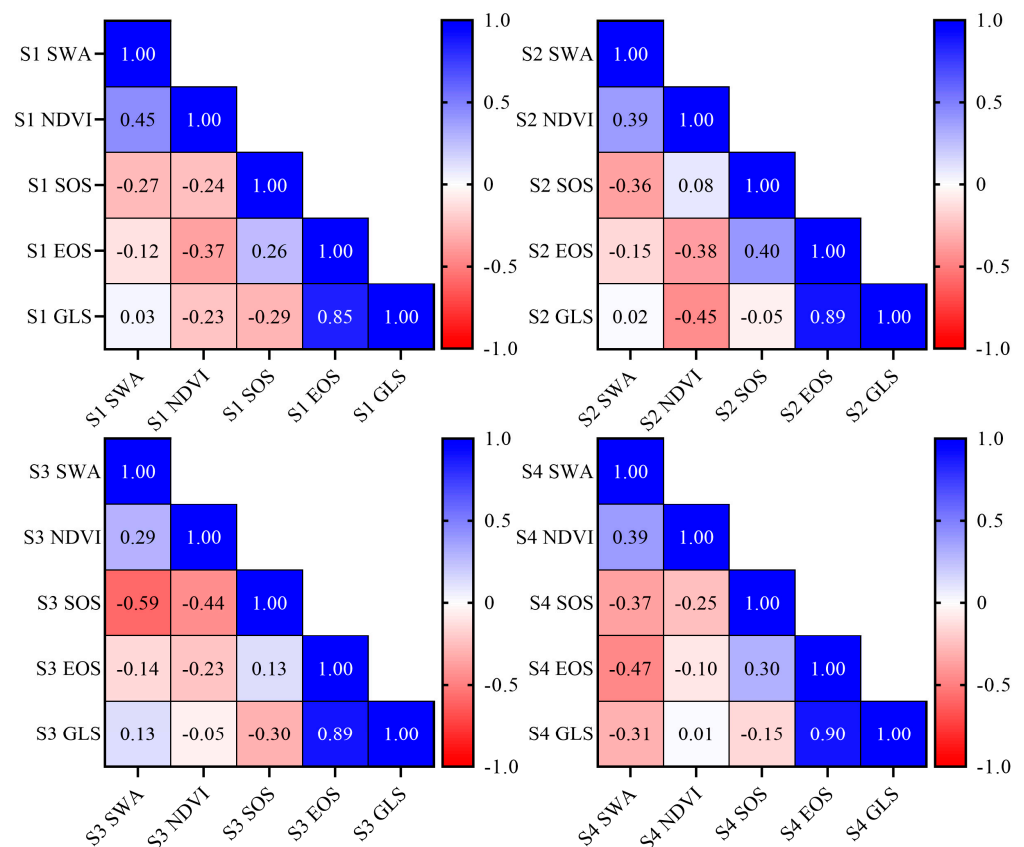 1.0
S1 SWA 1.00
0.5
S1 NDVI 0.45 1.00
S1 SOS -0.27 -0.24 1.00 0
S1 EOS -0.12 -0.37 0.26 1.00
-0.5
S1 GLS 0.03 -0.23 -0.29 0.85 1.00
-1.0
S1 SWA S1 NDVI S1 SOS S1 EOS S1 GLS
1.0
S2 SWA 1.00
0.5
S2 NDVI 0.39 1.00
S2 SOS -0.36 0.08 1.00 0
S2 EOS -0.15 -0.38 0.40 1.00
-0.5
S2 GLS 0.02 -0.45 -0.05 0.89 1.00
-1.0
S2 SWA S2 NDVI S2 SOS S2 EOS S2 GLS
1.0
S3 SWA 1.00
0.5
S3 NDVI 0.29 1.00
S3 SOS -0.59 -0.44 1.00 0
S3 EOS -0.14 -0.23 0.13 1.00
-0.5
S3 GLS 0.13 -0.05 -0.30 0.89 1.00
-1.0
S3 SWA S3 NDVI S3 SOS S3 EOS S3 GLS
1.0
S4 SWA 1.00
0.5
S4 NDVI 0.39 1.00
S4 SOS -0.37 -0.25 1.00 0
S4 EOS -0.47 -0.10 0.30 1.00
-0.5
S4 GLS -0.31 0.01 -0.15 0.90 1.00
-1.0
S4 SWA S4 NDVI S4 SOS S4 EOS S4 GLS